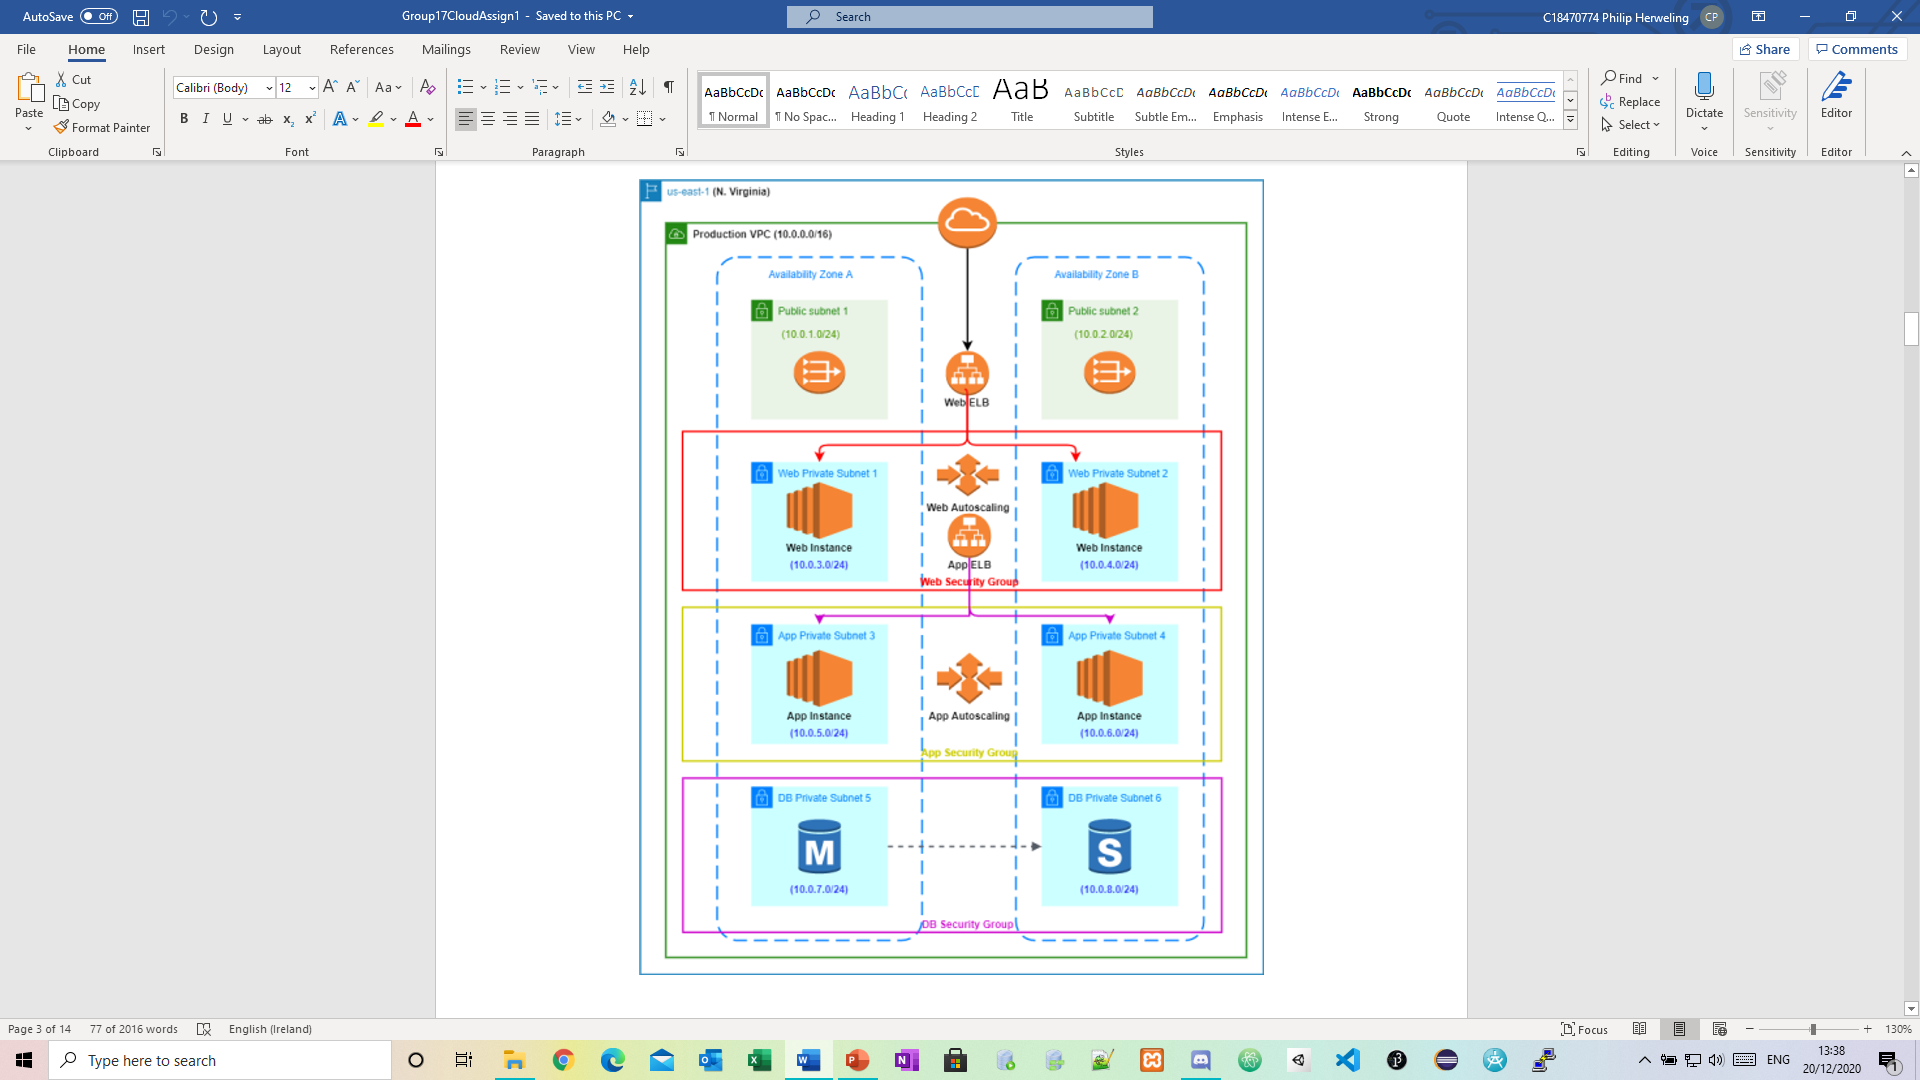 AutoSave Off
Group17CloudAssign1 - Saved to this PC
Search
C18470774 Philip Herweling CP
File Home Insert Design Layout References Mailings Review View Help
Share Comments
Paste
Cut
Copy
Format Painter
Clipboard
Calibri (Body) 12
Font
Paragraph
AaBbCcDc AaBbCcDc AaBbCc AaBbCcD AaB AaBbCcD AaBbCcDc AaBbCcDc AaBbCcDc AaBbCcDc AaBbCcDc AaBbCcDc
¶ Normal ¶ No Spac... Heading 1 Heading 2 Title Subtitle Subtle Em... Emphasis Intense E... Strong Quote Intense Q...
Styles
Find
Replace
Select
Editing
Dictate
Voice
Sensitivity
Sensitivity
Editor
Editor
us-east-1 (N. Virginia)
Production VPC (10.0.0.0/16)
Availability Zone A
Availability Zone B
Public subnet 1
(10.0.1.0/24)
Public subnet 2
(10.0.2.0/24)
Web ELB
Web Private Subnet 1
Web Instance
(10.0.3.0/24)
Web Autoscaling
App ELB
Web Security Group
Web Private Subnet 2
Web Instance
(10.0.4.0/24)
App Private Subnet 3
App Instance
(10.0.5.0/24)
App Autoscaling
App Security Group
App Private Subnet 4
App Instance
(10.0.6.0/24)
DB Private Subnet 5
M
(10.0.7.0/24)
DB Private Subnet 6
S
(10.0.8.0/24)
DB Security Group
Page 3 of 14 77 of 2016 words English (Ireland)
Focus
130%
Type here to search
ENG
13:38
20/12/2020
1